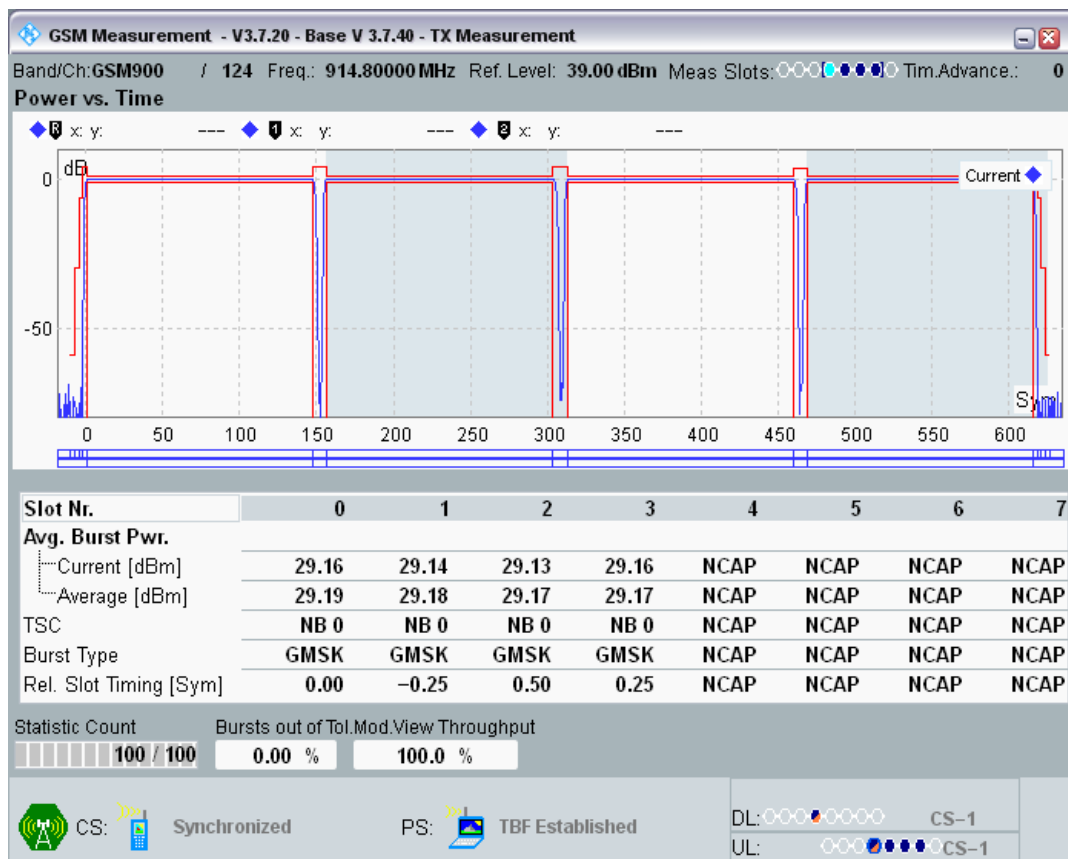 GSM Measurement - V3.7.20 - Base V 3.7.40 - TX Measurement
Band/Ch:GSM900 / 124 Freq.: 914.80000 MHz Ref. Level: 39.00 dBm Meas Slots: Tim.Advance.: 0
Power vs. Time
R x: y: --- 1 x: y: --- 2 x: y: ---
dB
Current
0
-50
Sym
0 50 100 150 200 250 300 350 400 450 500 550 600
Slot Nr. 0 1 2 3 4 5 6 7
Avg. Burst Pwr.
Current [dBm] 29.16 29.14 29.13 29.16 NCAP NCAP NCAP NCAP
Average [dBm] 29.19 29.18 29.17 29.17 NCAP NCAP NCAP NCAP
TSC NB 0 NB 0 NB 0 NB 0 NCAP NCAP NCAP NCAP
Burst Type GMSK GMSK GMSK GMSK NCAP NCAP NCAP NCAP
Rel. Slot Timing [Sym] 0.00 −0.25 0.50 0.25 NCAP NCAP NCAP NCAP
Statistic Count Bursts out of Tol.Mod.View Throughput
100 / 100 0.00 % 100.0 %
CS: Synchronized PS: TBF Established DL: CS−1
UL: CS−1